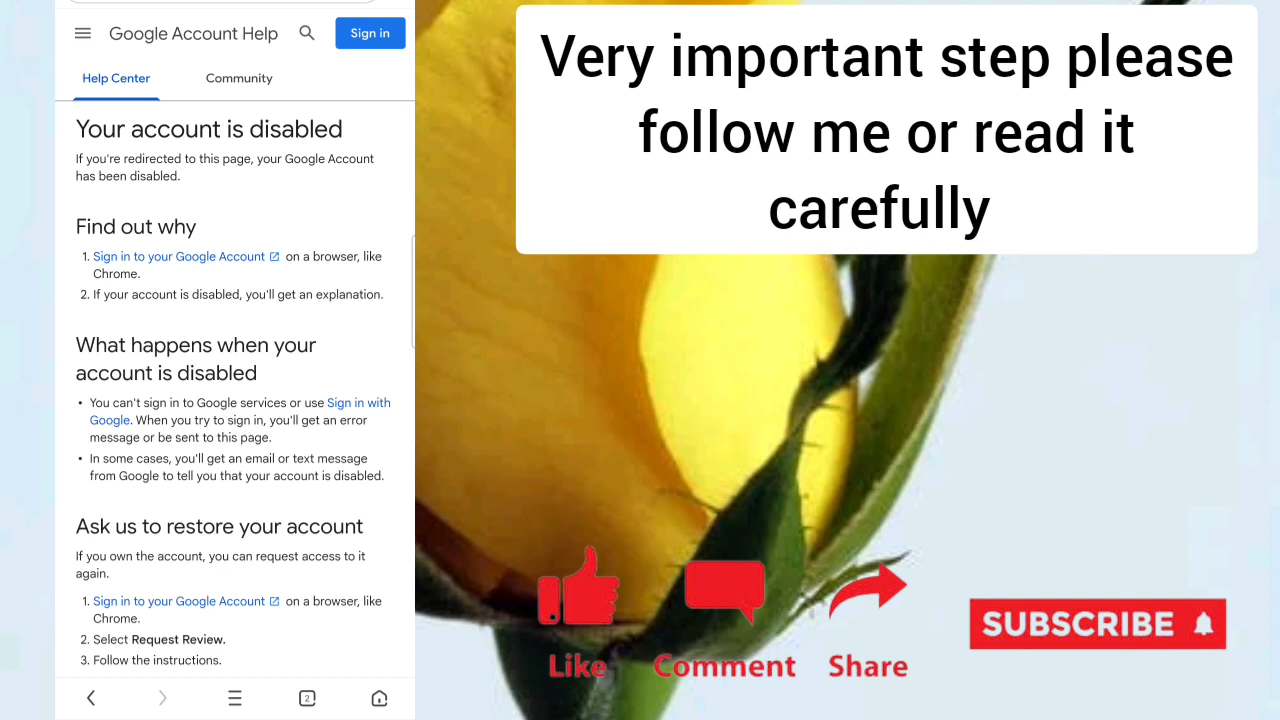 Google Account Help
Sign in
Help Center
Community
Your account is disabled
If you're redirected to this page, your Google Account
has been disabled.
Find out why
1. Sign in to your Google Account on a browser, like
Chrome.
2. If your account is disabled, you'll get an explanation.
What happens when your
account is disabled
• You can't sign in to Google services or use Sign in with
Google. When you try to sign in, you'll get an error
message or be sent to this page.
• In some cases, you'll get an email or text message
from Google to tell you that your account is disabled.
Ask us to restore your account
If you own the account, you can request access to it
again.
1. Sign in to your Google Account on a browser, like
Chrome.
2. Select Request Review.
3. Follow the instructions.
2
Very important step please
follow me or read it
carefully
Like
Comment
Share
SUBSCRIBE